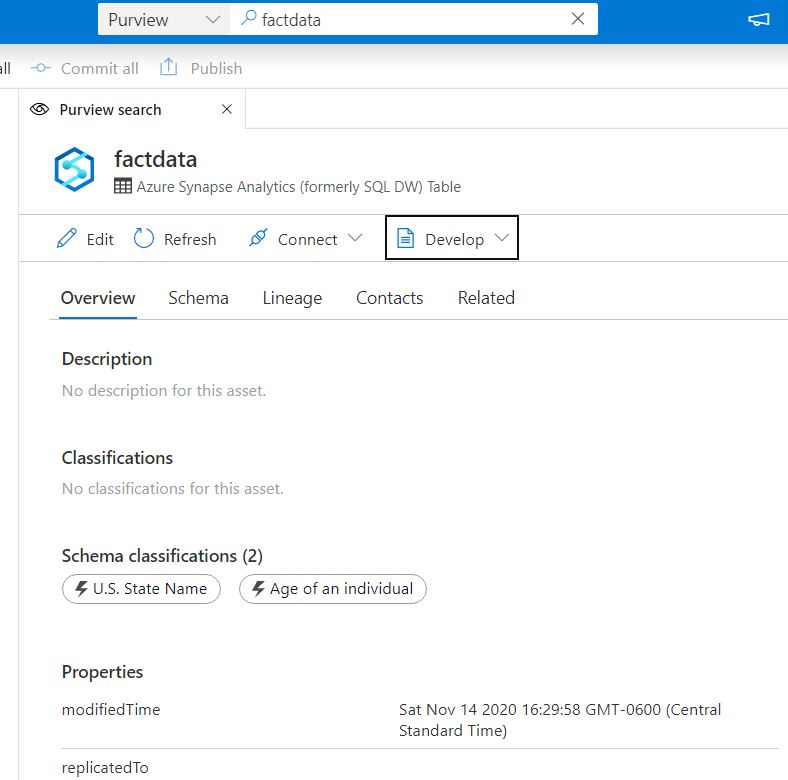 Purview factdata
all Commit all Publish
Purview search
factdata
Azure Synapse Analytics (formerly SQL DW) Table
Edit Refresh Connect Develop
Overview Schema Lineage Contacts Related
Description
No description for this asset.
Classifications
No classifications for this asset.
Schema classifications (2)
U.S. State Name Age of an individual
Properties
modifiedTime Sat Nov 14 2020 16:29:58 GMT-0600 (Central
Standard Time)
replicatedTo